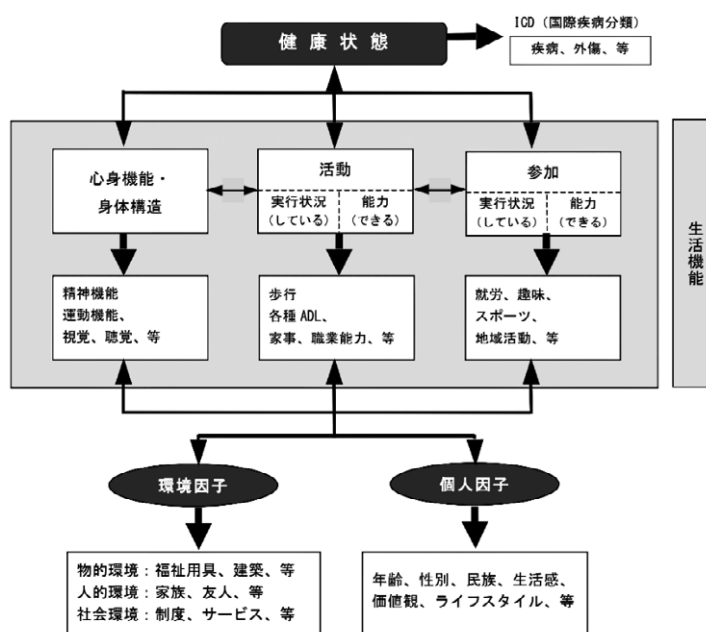 健康状態
ICD（国際疾病分類）
疾病、外傷、等
心身機能・
身体構造
活動
実行状況
（している）
能力
（できる）
参加
実行状況
（している）
能力
（できる）
生活機能
精神機能
運動機能、
視覚、聴覚、等
歩行
各種 ADL、
家事、職業能力、等
就労、趣味、
スポーツ、
地域活動、等
環境因子
個人因子
物的環境：福祉用具、建築、等
人的環境：家族、友人、等
社会環境：制度、サービス、等
年齢、性別、民族、生活感、
価値観、ライフスタイル、等